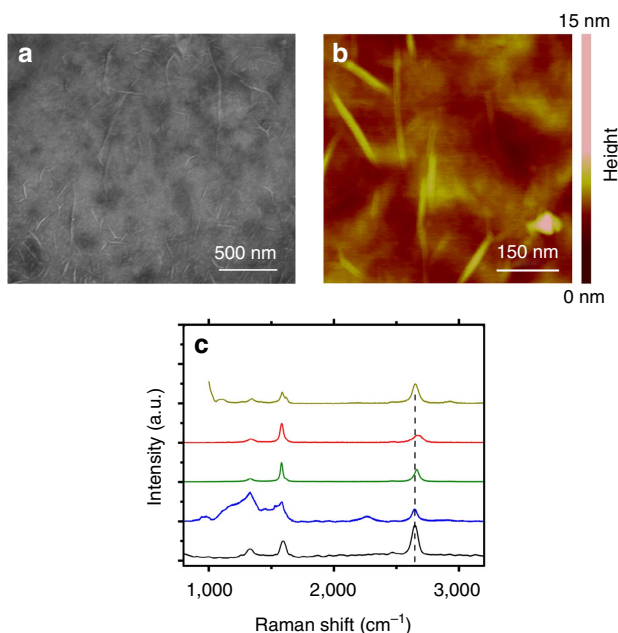 a
500 nm
b
150 nm
15 nm
Height
0 nm
c
Intensity (a.u.)
1,000
2,000
3,000
Raman shift (cm⁻¹)